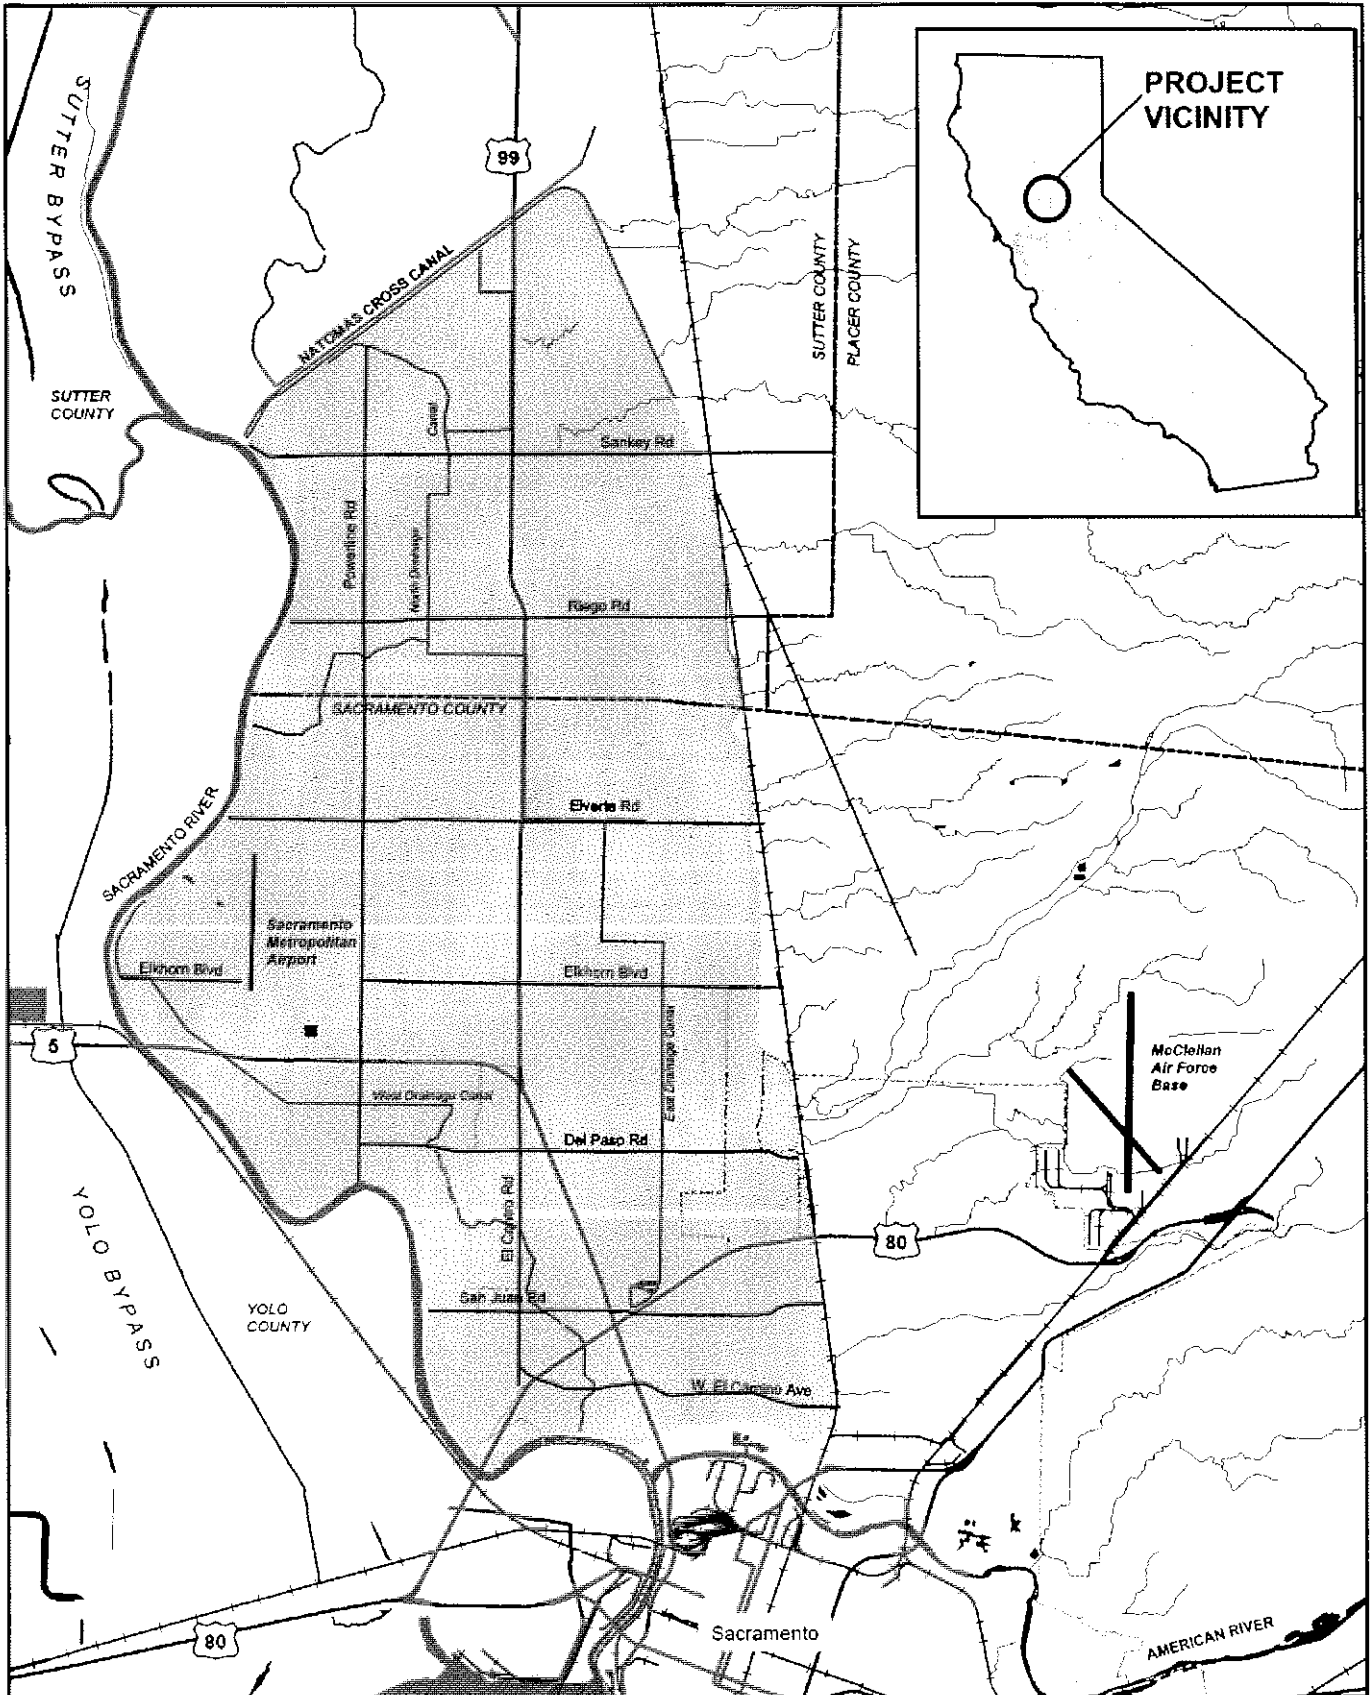 PROJECT
VICINITY
SUTTER BYPASS
99
NATOMAS CROSS CANAL
SUTTER COUNTY
PLACER COUNTY
SUTTER
COUNTY
Canal
Sankey Rd
Powerline Rd
North Drainage
Riego Rd
SACRAMENTO COUNTY
SACRAMENTO RIVER
Elverta Rd
Sacramento
Metropolitan
Airport
Elkhorn Blvd
Elkhorn Blvd
5
East Drainage Canal
McClellan
Air Force
Base
West Drainage Canal
Del Paso Rd
El Centro Rd
YOLO BYPASS
80
San Juan Rd
YOLO
COUNTY
W. El Camino Ave
80
Sacramento
AMERICAN RIVER